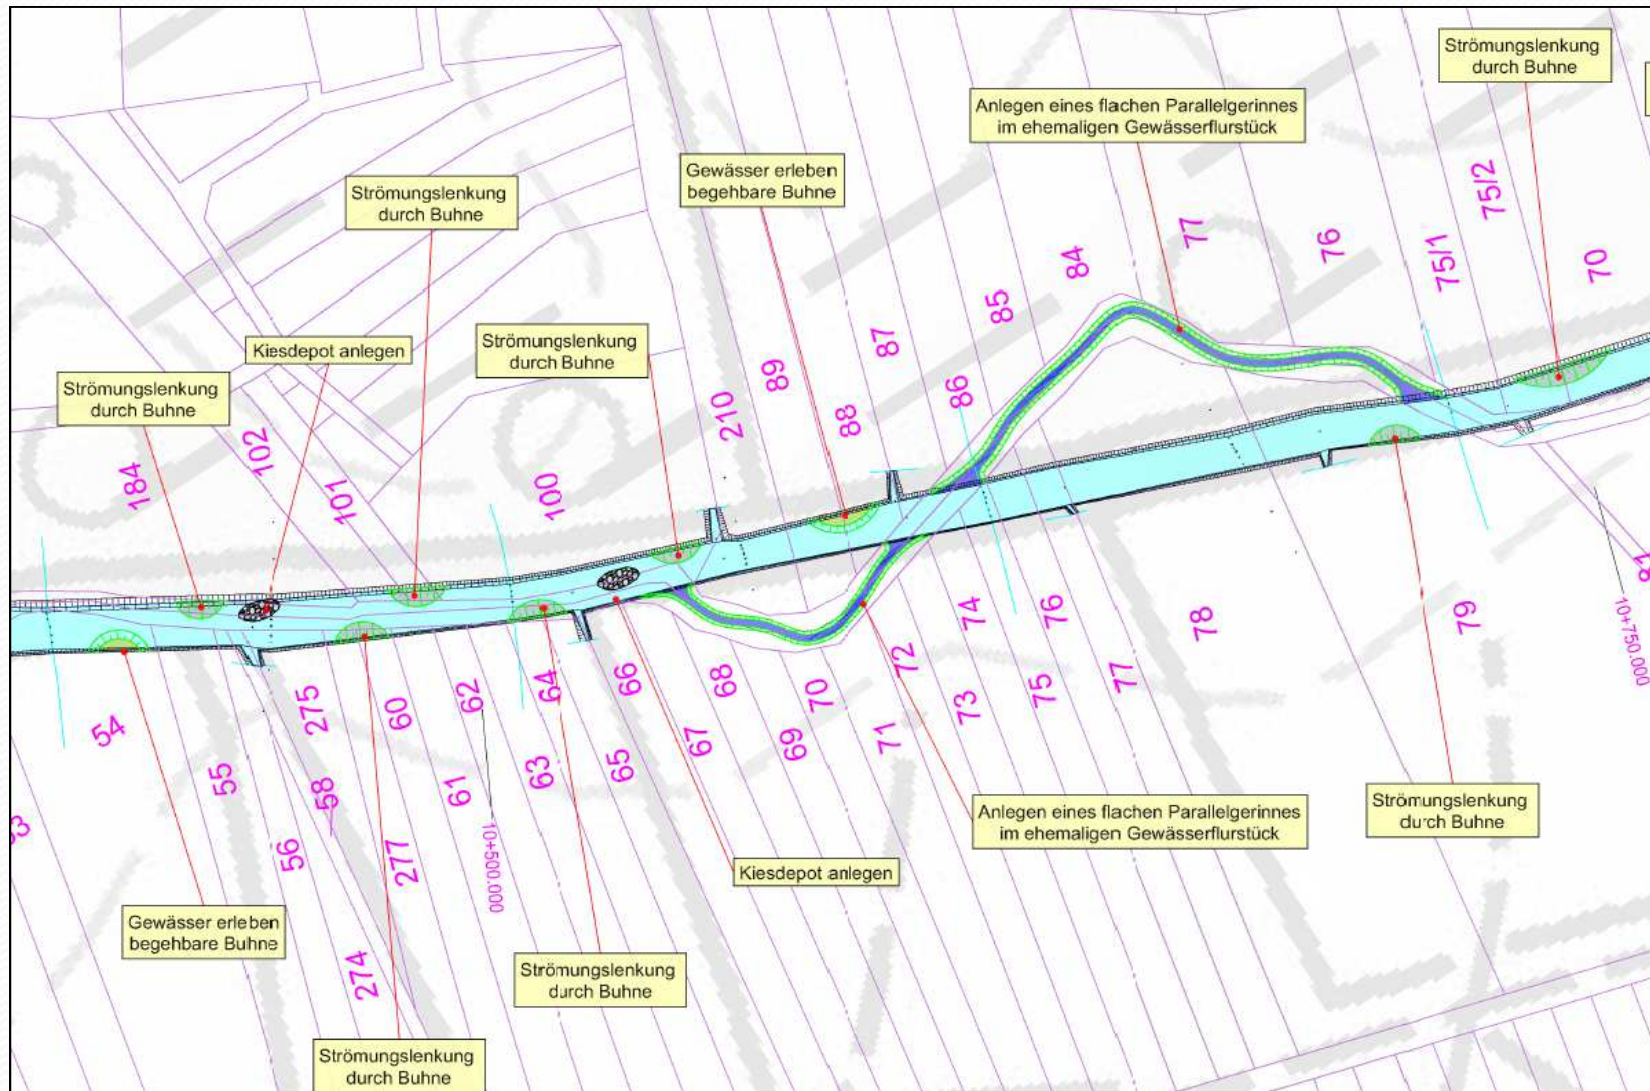 Strömungslenkung
durch Buhne
Anlegen eines flachen Parallelgerinnes
im ehemaligen Gewässerflurstück
Gewässer erleben
begehbare Buhne
Strömungslenkung
durch Buhne
Kiesdepot anlegen
Strömungslenkung
durch Buhne
Strömungslenkung
durch Buhne
75/2
77
76
75/1
70
84
85
87
86
89
88
210
100
102
101
184
54
55
56
275
58
60
277
274
61
62
10+500.000
64
63
66
65
67
68
69
70
71
72
73
74
75
76
77
78
79
81
10+750.000
Anlegen eines flachen Parallelgerinnes
im ehemaligen Gewässerflurstück
Strömungslenkung
durch Buhne
Kiesdepot anlegen
Gewässer erleben
begehbare Buhne
Strömungslenkung
durch Buhne
Strömungslenkung
durch Buhne